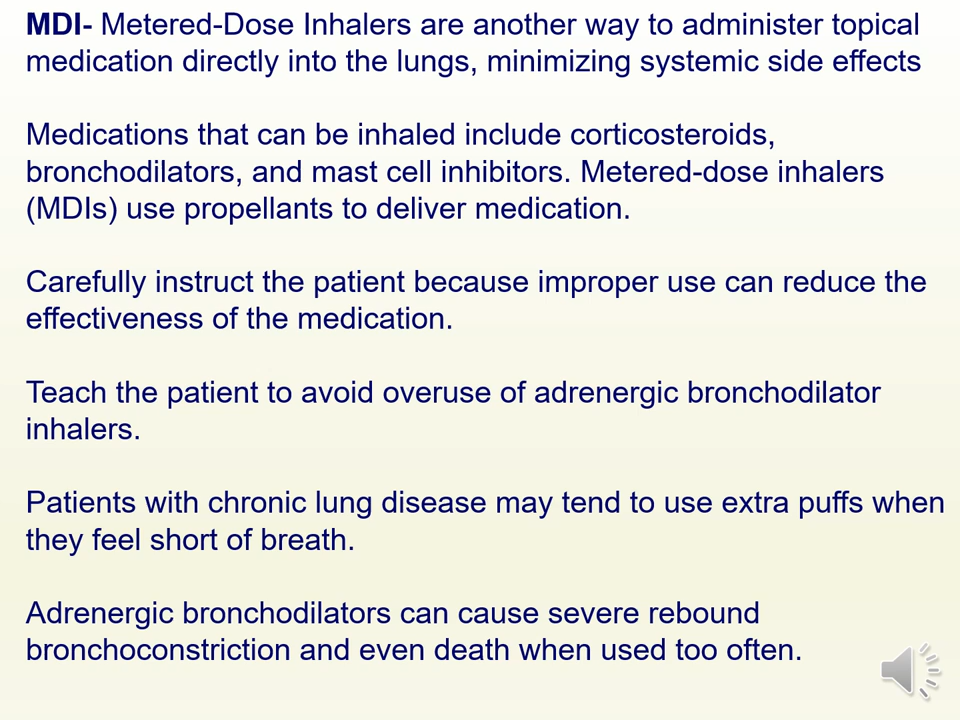 MDI- Metered-Dose Inhalers are another way to administer topical
medication directly into the lungs, minimizing systemic side effects
Medications that can be inhaled include corticosteroids,
bronchodilators, and mast cell inhibitors. Metered-dose inhalers
(MDIs) use propellants to deliver medication.
Carefully instruct the patient because improper use can reduce the
effectiveness of the medication.
Teach the patient to avoid overuse of adrenergic bronchodilator
inhalers.
Patients with chronic lung disease may tend to use extra puffs when
they feel short of breath.
Adrenergic bronchodilators can cause severe rebound
bronchoconstriction and even death when used too often.